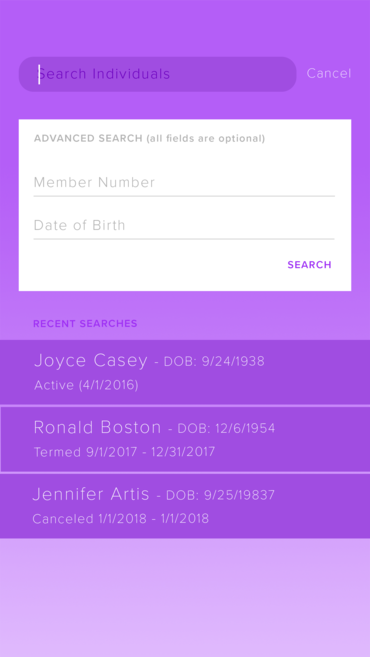 Search Individuals
Cancel
ADVANCED SEARCH (all fields are optional)
Member Number
Date of Birth
SEARCH
RECENT SEARCHES
Joyce Casey - DOB: 9/24/1938
Active (4/1/2016)
Ronald Boston - DOB: 12/6/1954
Termed 9/1/2017 - 12/31/2017
Jennifer Artis - DOB: 9/25/19837
Canceled 1/1/2018 - 1/1/2018